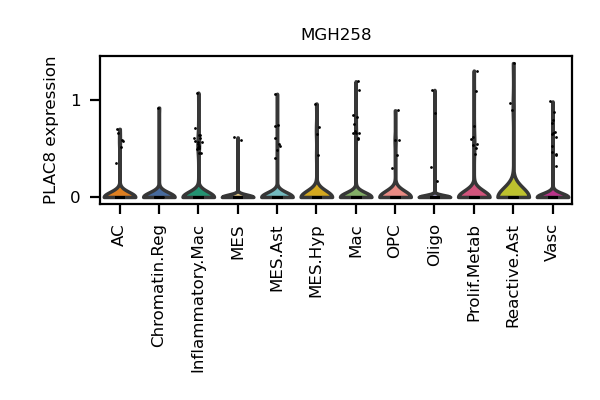 MGH258
PLAC8 expression
1
0
AC
Chromatin.Reg
Inflammatory.Mac
MES
MES.Ast
MES.Hyp
Mac
OPC
Oligo
Prolif.Metab
Reactive.Ast
Vasc